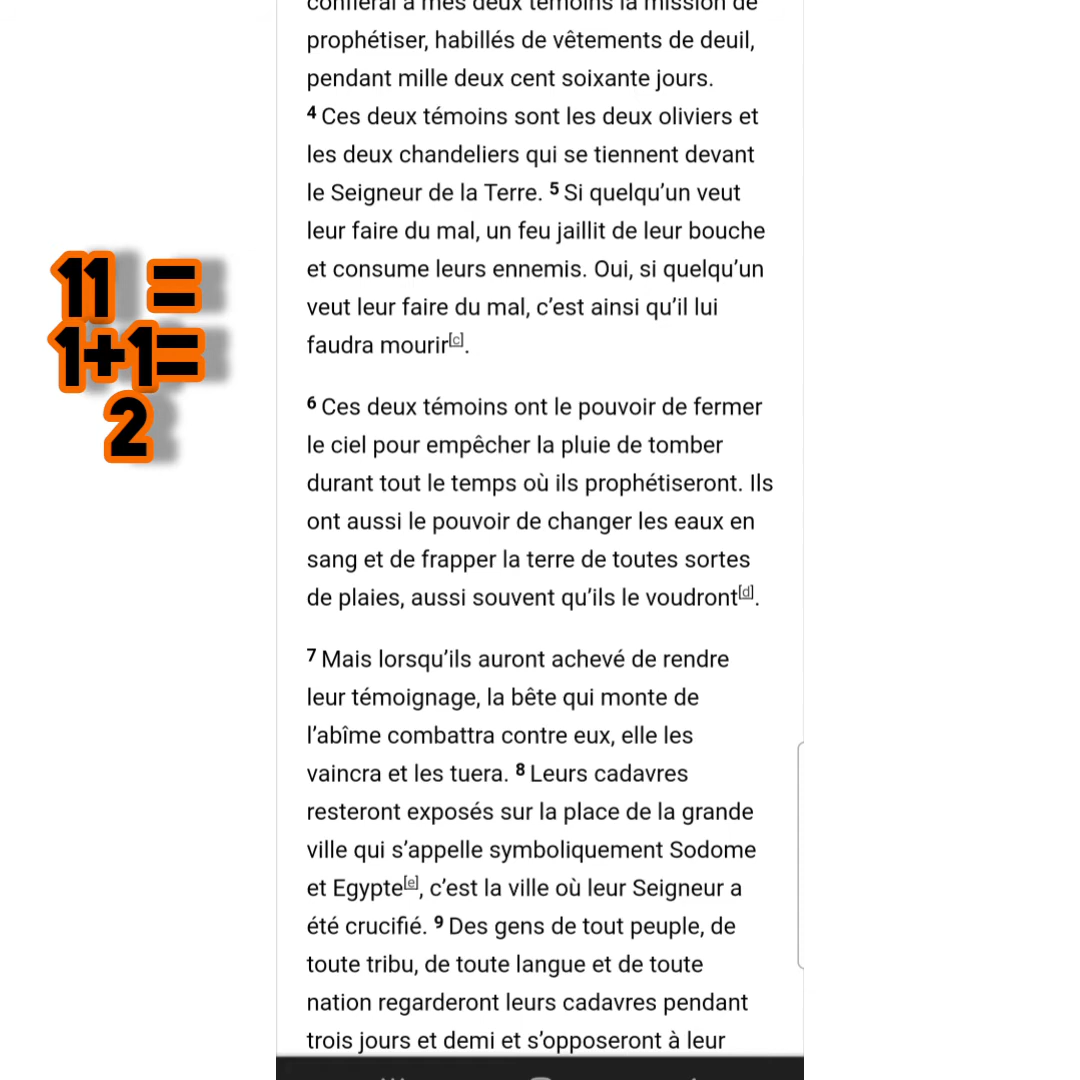 confierai à mes deux témoins la mission de
prophétiser, habillés de vêtements de deuil,
pendant mille deux cent soixante jours.
4 Ces deux témoins sont les deux oliviers et
les deux chandeliers qui se tiennent devant
le Seigneur de la Terre. 5 Si quelqu’un veut
leur faire du mal, un feu jaillit de leur bouche
et consume leurs ennemis. Oui, si quelqu’un
veut leur faire du mal, c’est ainsi qu’il lui
faudra mourir[c].
6 Ces deux témoins ont le pouvoir de fermer
le ciel pour empêcher la pluie de tomber
durant tout le temps où ils prophétiseront. Ils
ont aussi le pouvoir de changer les eaux en
sang et de frapper la terre de toutes sortes
de plaies, aussi souvent qu’ils le voudront[d].
7 Mais lorsqu’ils auront achevé de rendre
leur témoignage, la bête qui monte de
l’abîme combattra contre eux, elle les
vaincra et les tuera. 8 Leurs cadavres
resteront exposés sur la place de la grande
ville qui s’appelle symboliquement Sodome
et Egypte[e], c’est la ville où leur Seigneur a
été crucifié. 9 Des gens de tout peuple, de
toute tribu, de toute langue et de toute
nation regarderont leurs cadavres pendant
trois jours et demi et s’opposeront à leur
11 =
1+1=
2